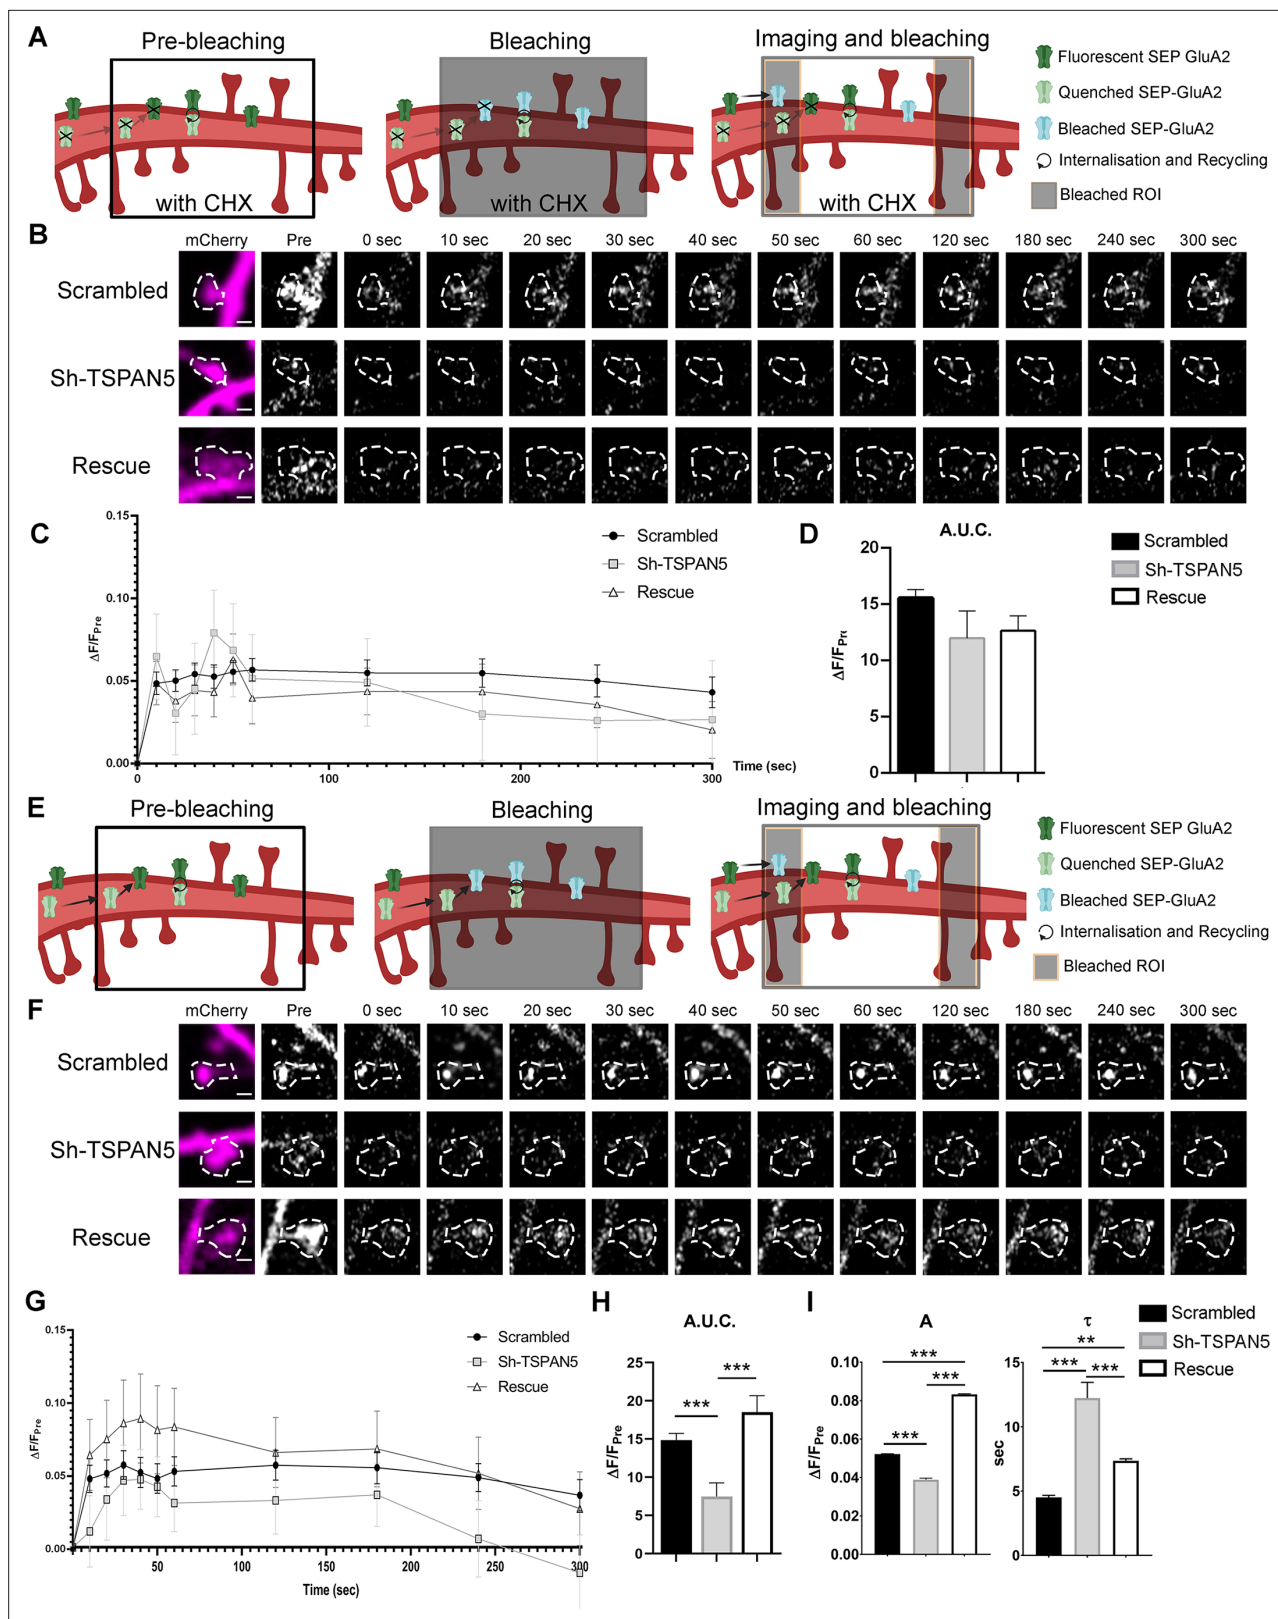 A
Pre-bleaching
Bleaching
Imaging and bleaching
with CHX
with CHX
with CHX
Fluorescent SEP GluA2
Quenched SEP-GluA2
Bleached SEP-GluA2
Internalisation and Recycling
Bleached ROI
B
mCherry Pre 0 sec 10 sec 20 sec 30 sec 40 sec 50 sec 60 sec 120 sec 180 sec 240 sec 300 sec
Scrambled
Sh-TSPAN5
Rescue
C
0.15
0.10
0.05
0.00
ΔF/FPre
0 100 200 300
Time (sec)
Scrambled
Sh-TSPAN5
Rescue
D
A.U.C.
20
15
10
5
0
ΔF/FPre
Scrambled
Sh-TSPAN5
Rescue
E
Pre-bleaching
Bleaching
Imaging and bleaching
Fluorescent SEP GluA2
Quenched SEP-GluA2
Bleached SEP-GluA2
Internalisation and Recycling
Bleached ROI
F
mCherry Pre 0 sec 10 sec 20 sec 30 sec 40 sec 50 sec 60 sec 120 sec 180 sec 240 sec 300 sec
Scrambled
Sh-TSPAN5
Rescue
G
0.15
0.10
0.05
0.00
ΔF/FPre
50 100 150 200 250 300
Time (sec)
Scrambled
Sh-TSPAN5
Rescue
H
A.U.C.
25
20
15
10
5
0
ΔF/FPre
*** ***
I
A
0.10
0.08
0.06
0.04
0.02
0.00
ΔF/FPre
***
***
***
τ
15
10
5
0
sec
**
*** ***
Scrambled
Sh-TSPAN5
Rescue